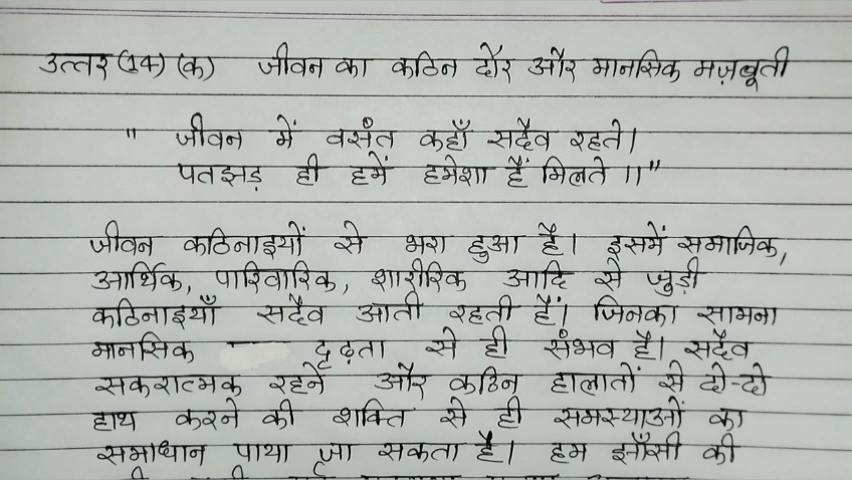 उत्तर (14) (क) जीवन का कठिन दौर और मानसिक मज़बूती
" जीवन में वसंत कहाँ सदैव रहते।
पतझड़ ही हमें हमेशा हैं मिलते ॥"
जीवन कठिनाइयों से भरा हुआ है। इसमें समाजिक,
आर्थिक, पारिवारिक, शारीरिक आदि से जुड़ी
कठिनाइयाँ सदैव आती रहती हैं। जिनका सामना
मानसिक — दृढ़ता से ही संभव है। सदैव
सकरात्मक रहने और कठिन हालातों से दो-दो
हाथ करने की शक्ति से ही समस्याओं का
समाधान पाया जा सकता है। हम झाँसी की